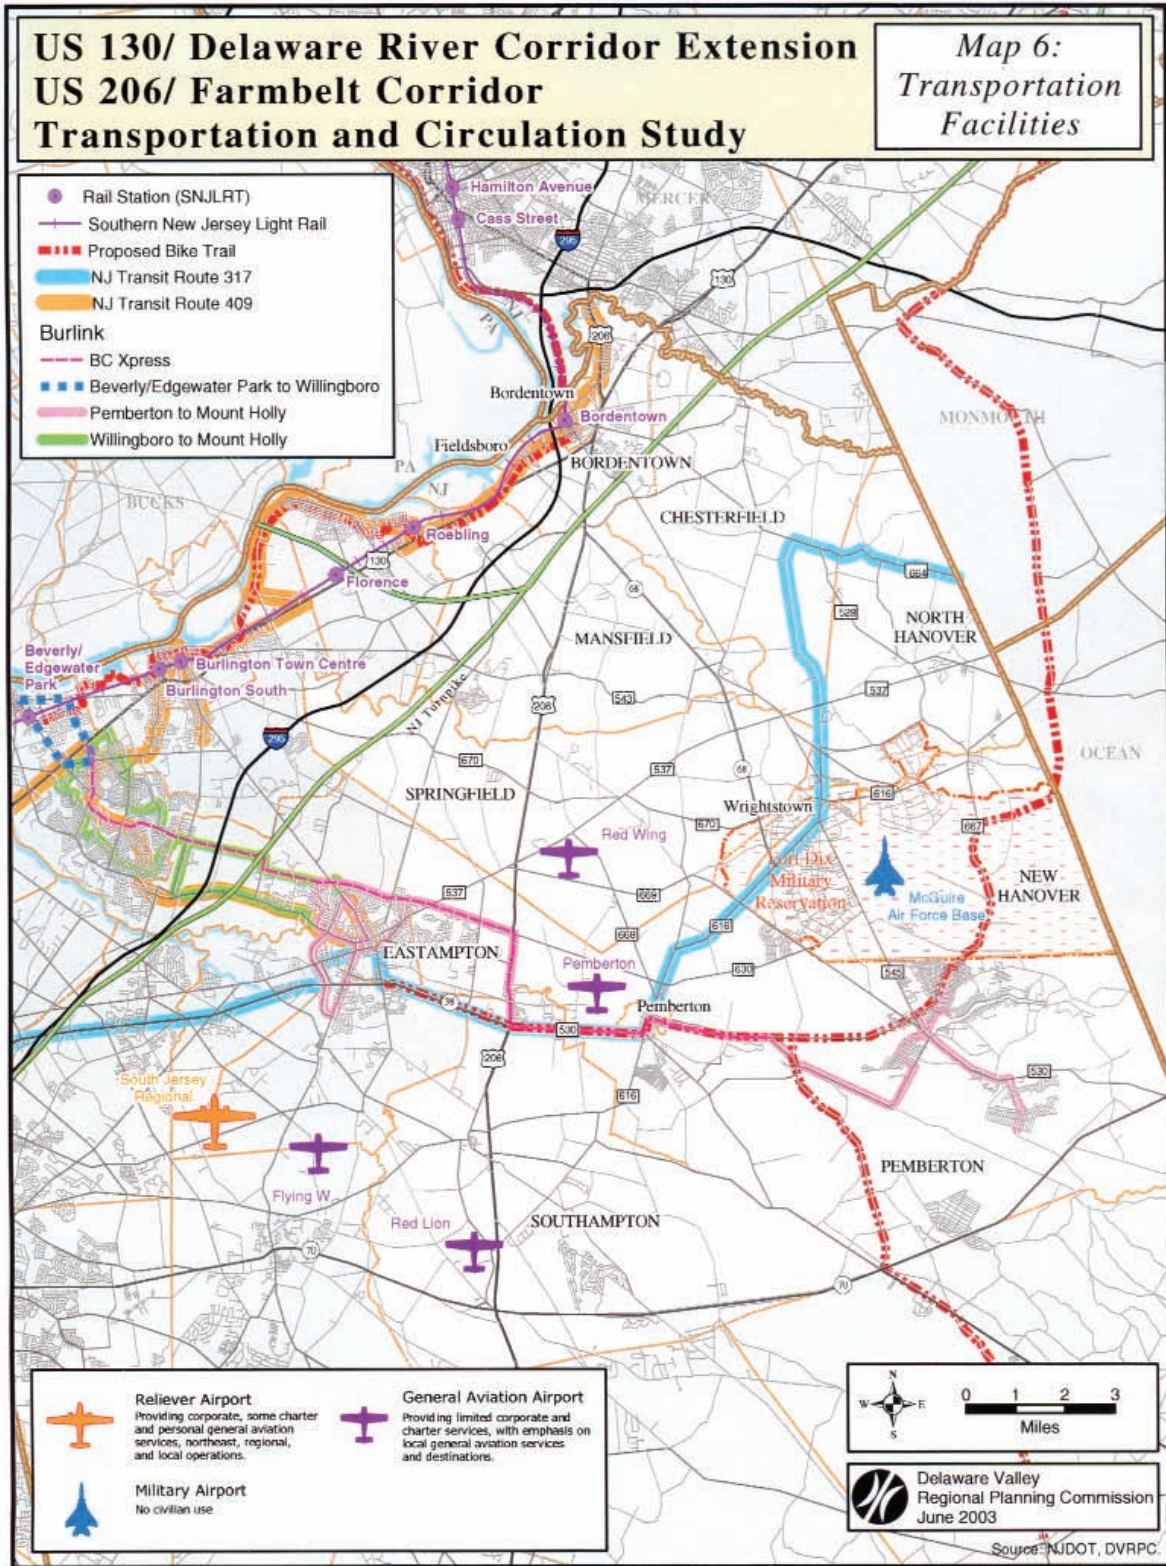 US 130/ Delaware River Corridor Extension
US 206/ Farmbelt Corridor
Transportation and Circulation Study
Map 6:
Transportation
Facilities
Rail Station (SNJLRT)
Southern New Jersey Light Rail
Proposed Bike Trail
NJ Transit Route 317
NJ Transit Route 409
Burlink
BC Xpress
Beverly/Edgewater Park to Willingboro
Pemberton to Mount Holly
Willingboro to Mount Holly
Hamilton Avenue
Cass Street
MERCER
295
130
NJ
PA
206
Bordentown
Bordentown
Fieldsboro
BORDENTOWN
MONMOUTH
PA
NJ
BUCKS
CHESTERFIELD
Roebling
130
Florence
664
68
528
NORTH
HANOVER
MANSFIELD
Beverly/
Edgewater
Park
Burlington Town Centre
Burlington South
537
543
206
NJ Turnpike
295
OCEAN
670
537
68
SPRINGFIELD
616
Wrightstown
670
667
Red Wing
Fort Dix
Military
Reservation
NEW
HANOVER
537
669
McGuire
Air Force Base
616
668
EASTAMPTON
Pemberton
630
545
38
Pemberton
530
206
530
616
South Jersey
Regional
PEMBERTON
Flying W
Red Lion
SOUTHAMPTON
70
70
Reliever Airport
Providing corporate, some charter
and personal general aviation
services, northeast, regional,
and local operations.
General Aviation Airport
Providing limited corporate and
charter services, with emphasis on
local general aviation services
and destinations.
Military Airport
No civilian use
N
W E
S
0 1 2 3
Miles
Delaware Valley
Regional Planning Commission
June 2003
Source: NJDOT, DVRPC.